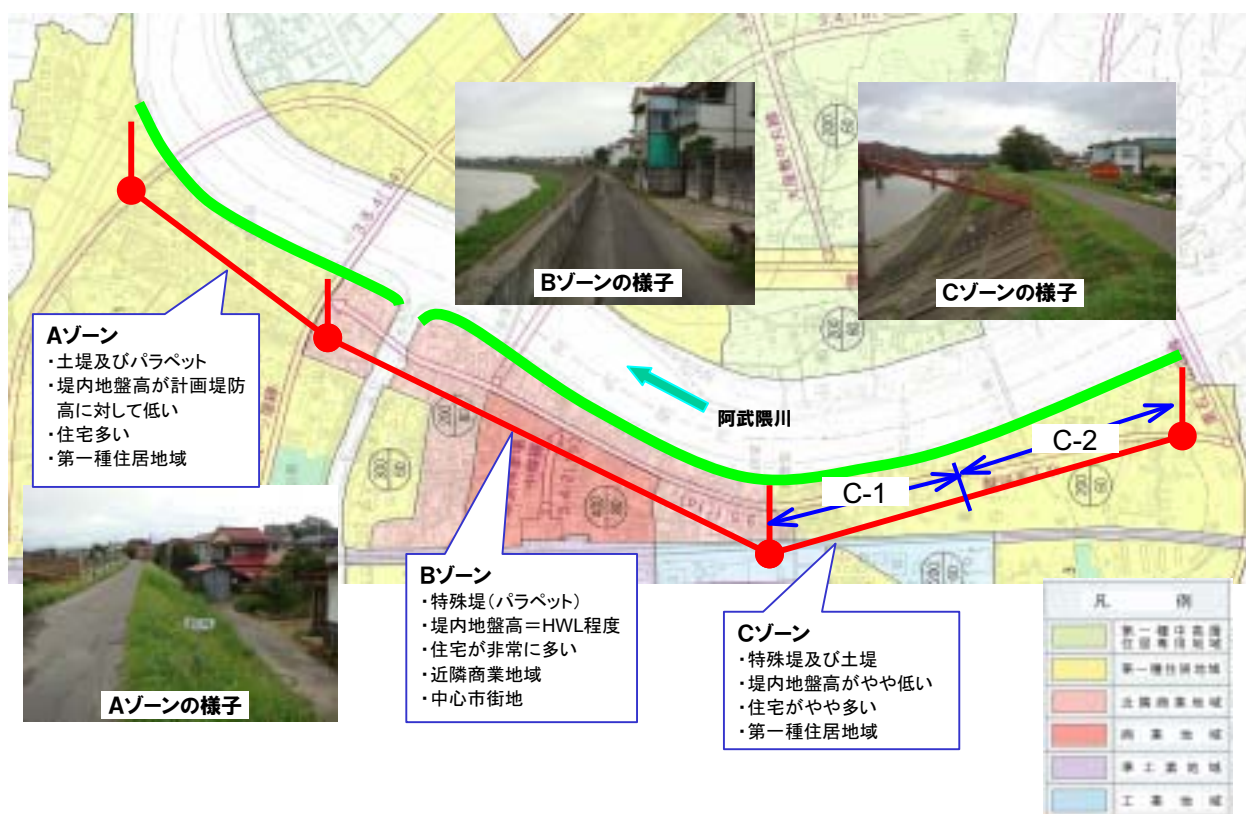 Bゾーンの様子
Cゾーンの様子
Aゾーン
・土堤及びパラペット
・堤内地盤高が計画堤防
高に対して低い
・住宅多い
・第一種住居地域
阿武隈川
C-2
C-1
Aゾーンの様子
Bゾーン
・特殊堤(パラペット)
・堤内地盤高=HWL程度
・住宅が非常に多い
・近隣商業地域
・中心市街地
Cゾーン
・特殊堤及び土堤
・堤内地盤高がやや低い
・住宅がやや多い
・第一種住居地域
凡 例
第一種中高層
住居専用地域
第一種住居地域
近隣商業地域
商業地域
準工業地域
工業地域